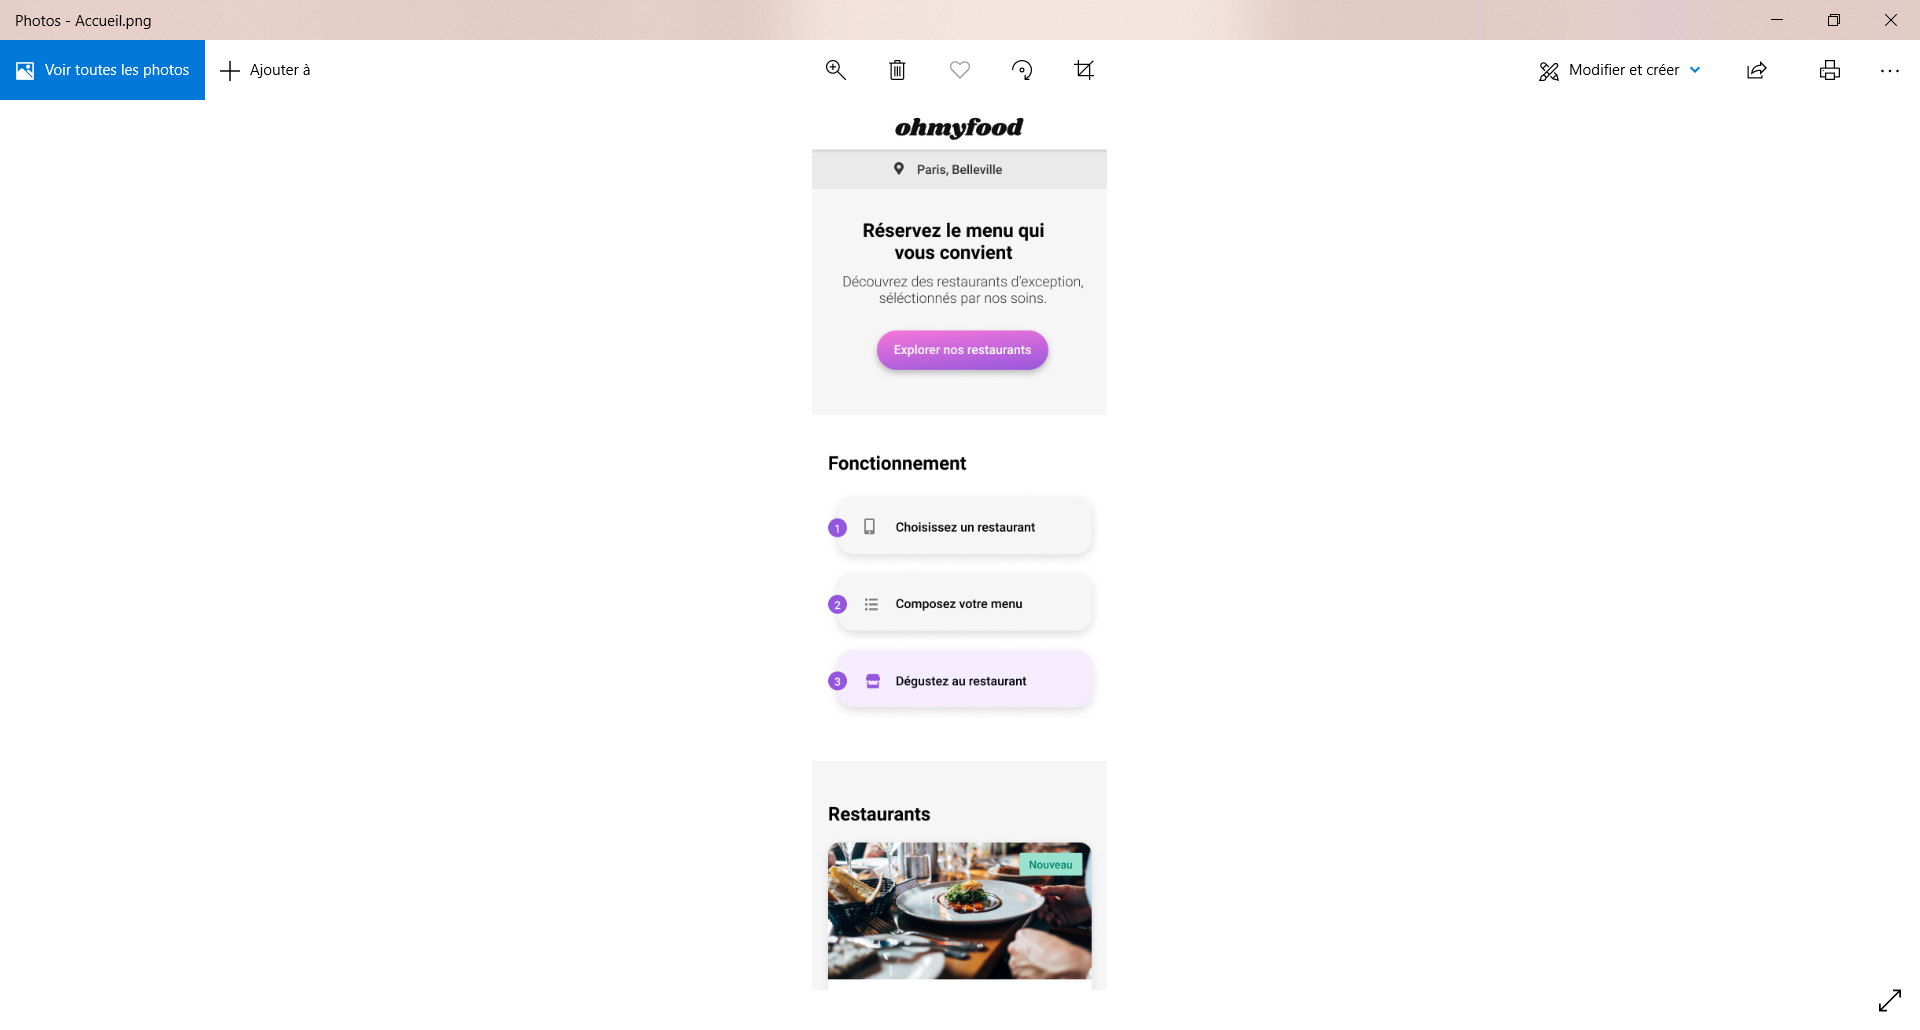 Photos - Accueil.png
Voir toutes les photos
Ajouter à
Modifier et créer
ohmyfood
Paris, Belleville
Réservez le menu qui
vous convient
Découvrez des restaurants d'exception,
séléctionnés par nos soins.
Explorer nos restaurants
Fonctionnement
1 Choisissez un restaurant
2 Composez votre menu
3 Dégustez au restaurant
Restaurants
Nouveau